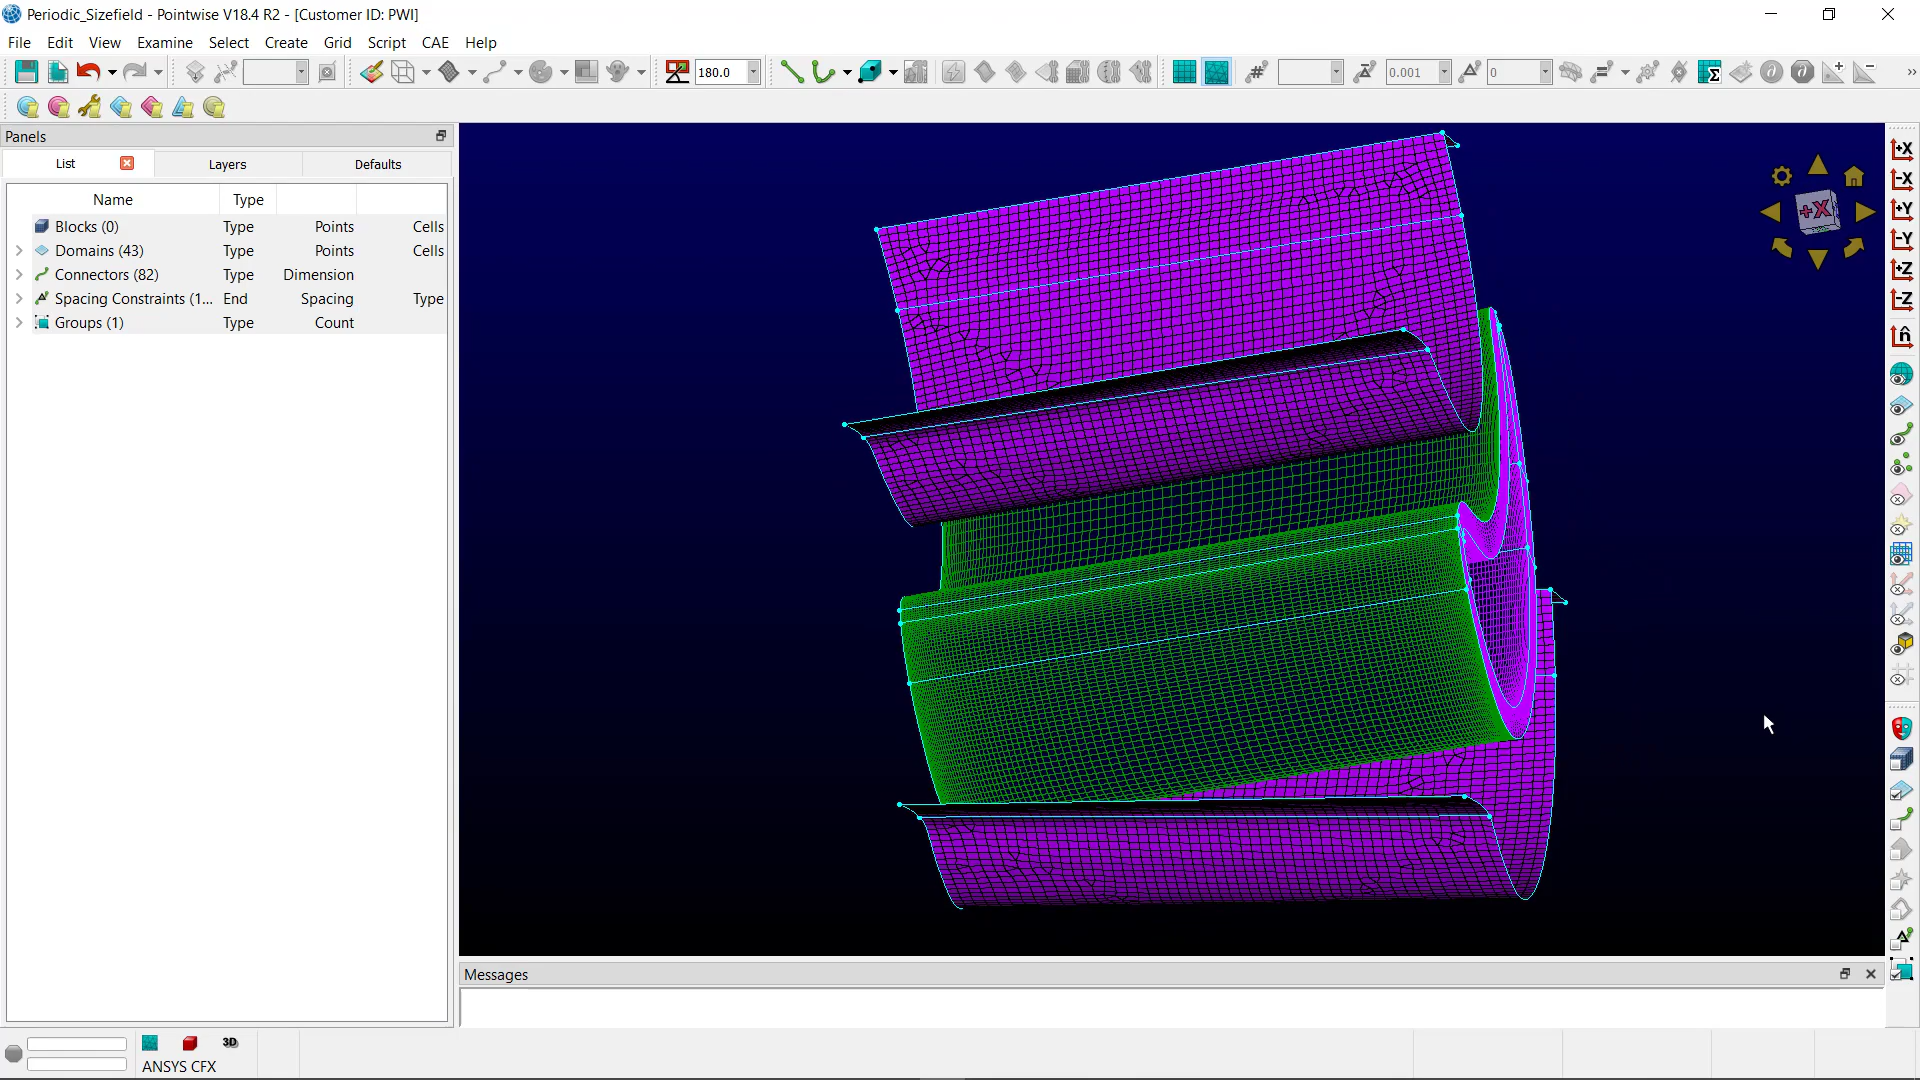 Periodic_Sizefield - Pointwise V18.4 R2 - [Customer ID: PWI]
File Edit View Examine Select Create Grid Script CAE Help
180.0 0.001 0
Panels
List Layers Defaults
Name Type
Blocks (0) Type Points Cells
Domains (43) Type Points Cells
Connectors (82) Type Dimension
Spacing Constraints (1... End Spacing Type
Groups (1) Type Count
+X
+X
-X
+Y
-Y
+Z
-Z
n̂
Messages
3D
ANSYS CFX